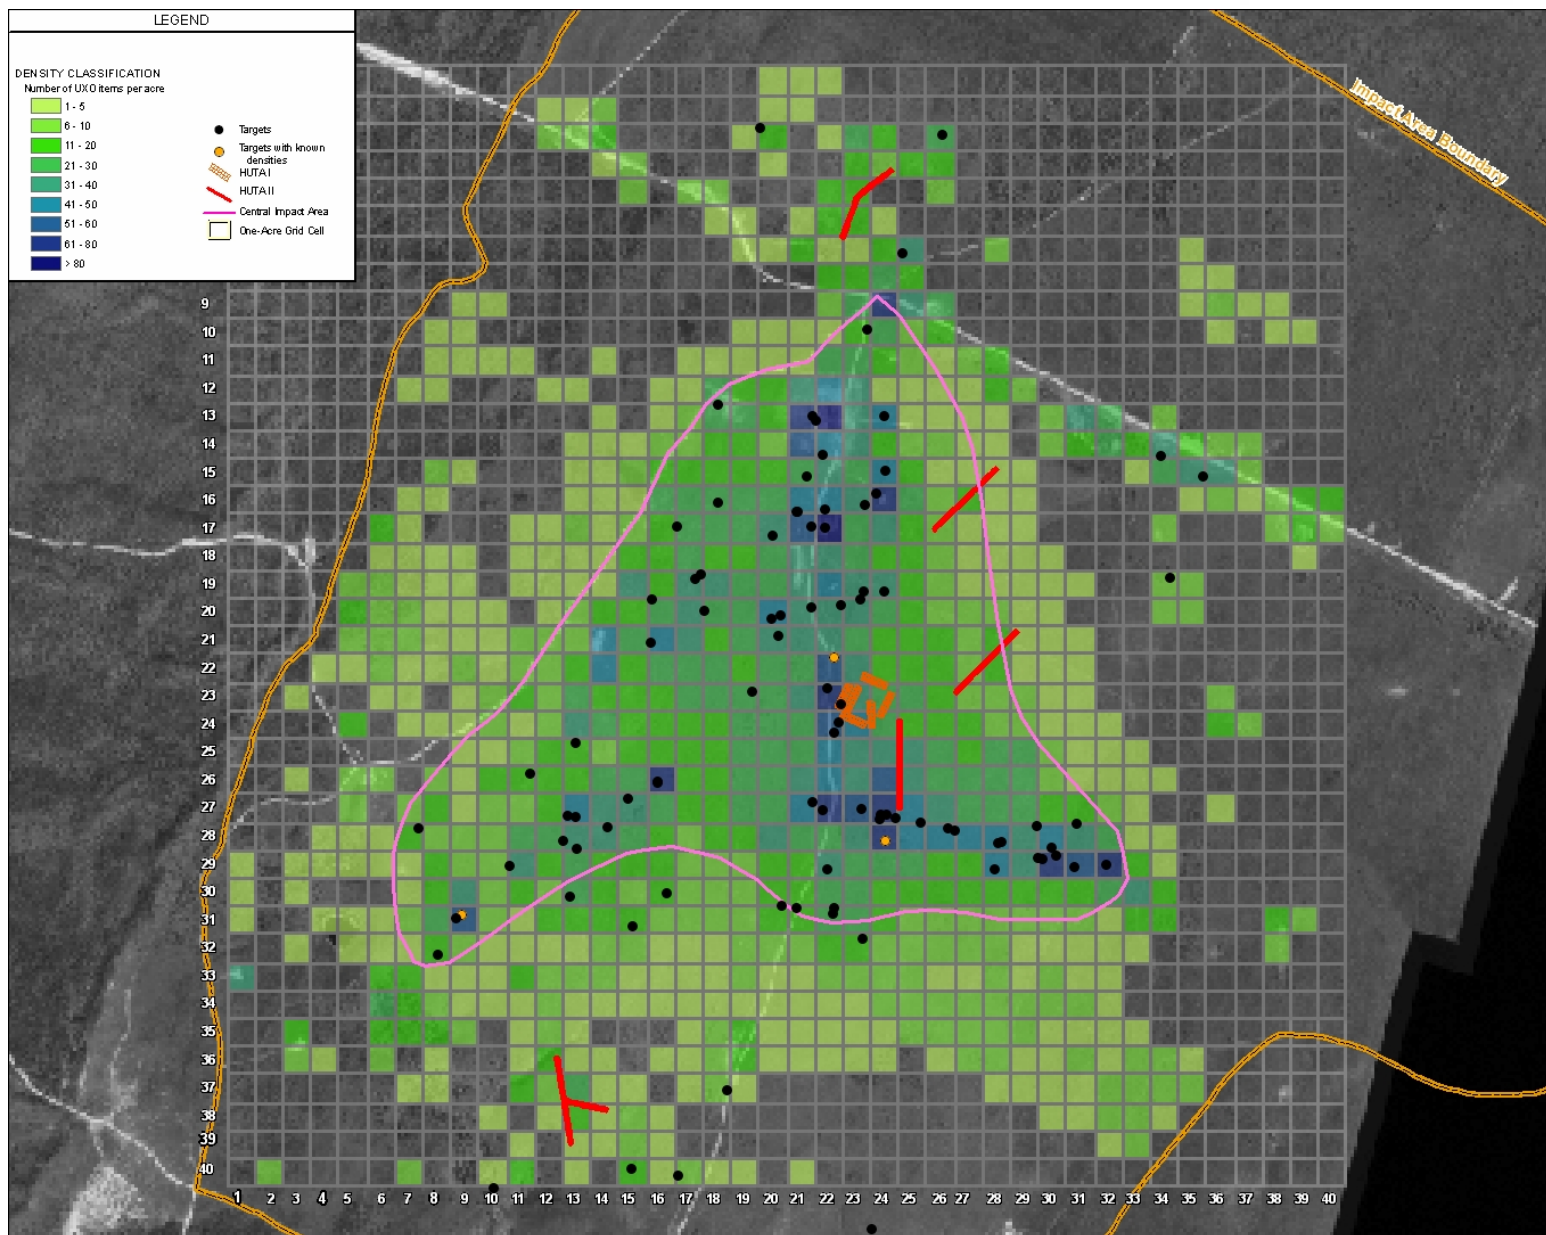 LEGEND
DENSITY CLASSIFICATION
Number of UXO items per acre
1 - 5
6 - 10
11 - 20
21 - 30
31 - 40
41 - 50
51 - 60
61 - 80
> 80
Targets
Targets with known
densities
HUTA I
HUTA II
Central Impact Area
One-Acre Grid Cell
Impact Area Boundary
9
10
11
12
13
14
15
16
17
18
19
20
21
22
23
24
25
26
27
28
29
30
31
32
33
34
35
36
37
38
39
40
1 2 3 4 5 6 7 8 9 10 11 12 13 14 15 16 17 18 19 20 21 22 23 24 25 26 27 28 29 30 31 32 33 34 35 36 37 38 39 40